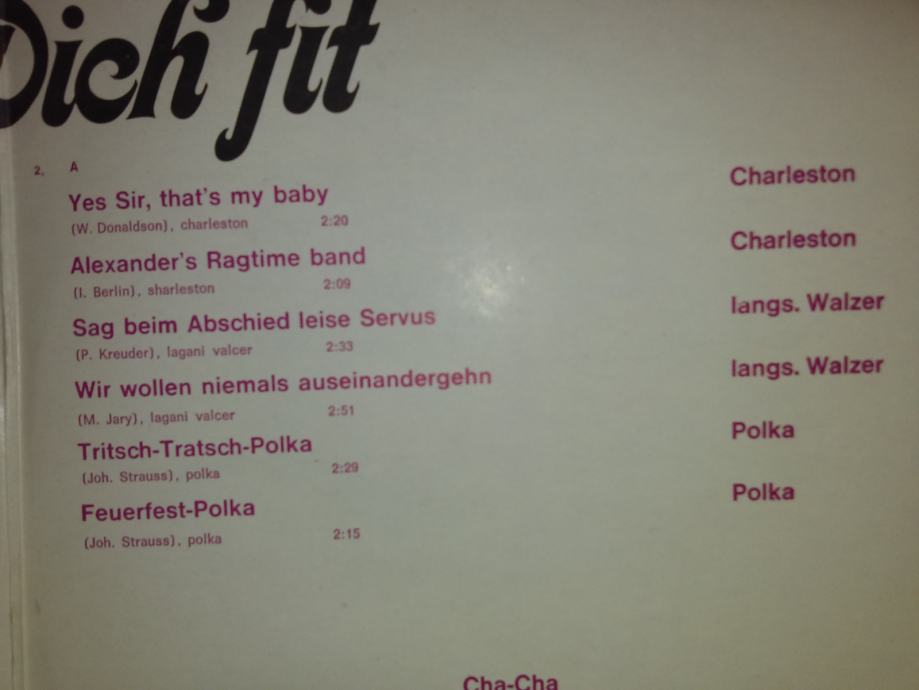 Dich fit
2. A
Yes Sir, that's my baby Charleston
(W. Donaldson), charleston 2:20
Alexander's Ragtime band Charleston
(I. Berlin), sharleston 2:09
Sag beim Abschied leise Servus langs. Walzer
(P. Kreuder), lagani valcer 2:33
Wir wollen niemals auseinandergehn langs. Walzer
(M. Jary), lagani valcer 2:51
Tritsch-Tratsch-Polka Polka
(Joh. Strauss), polka 2:29
Feuerfest-Polka Polka
(Joh. Strauss), polka 2:15
Cha-Cha